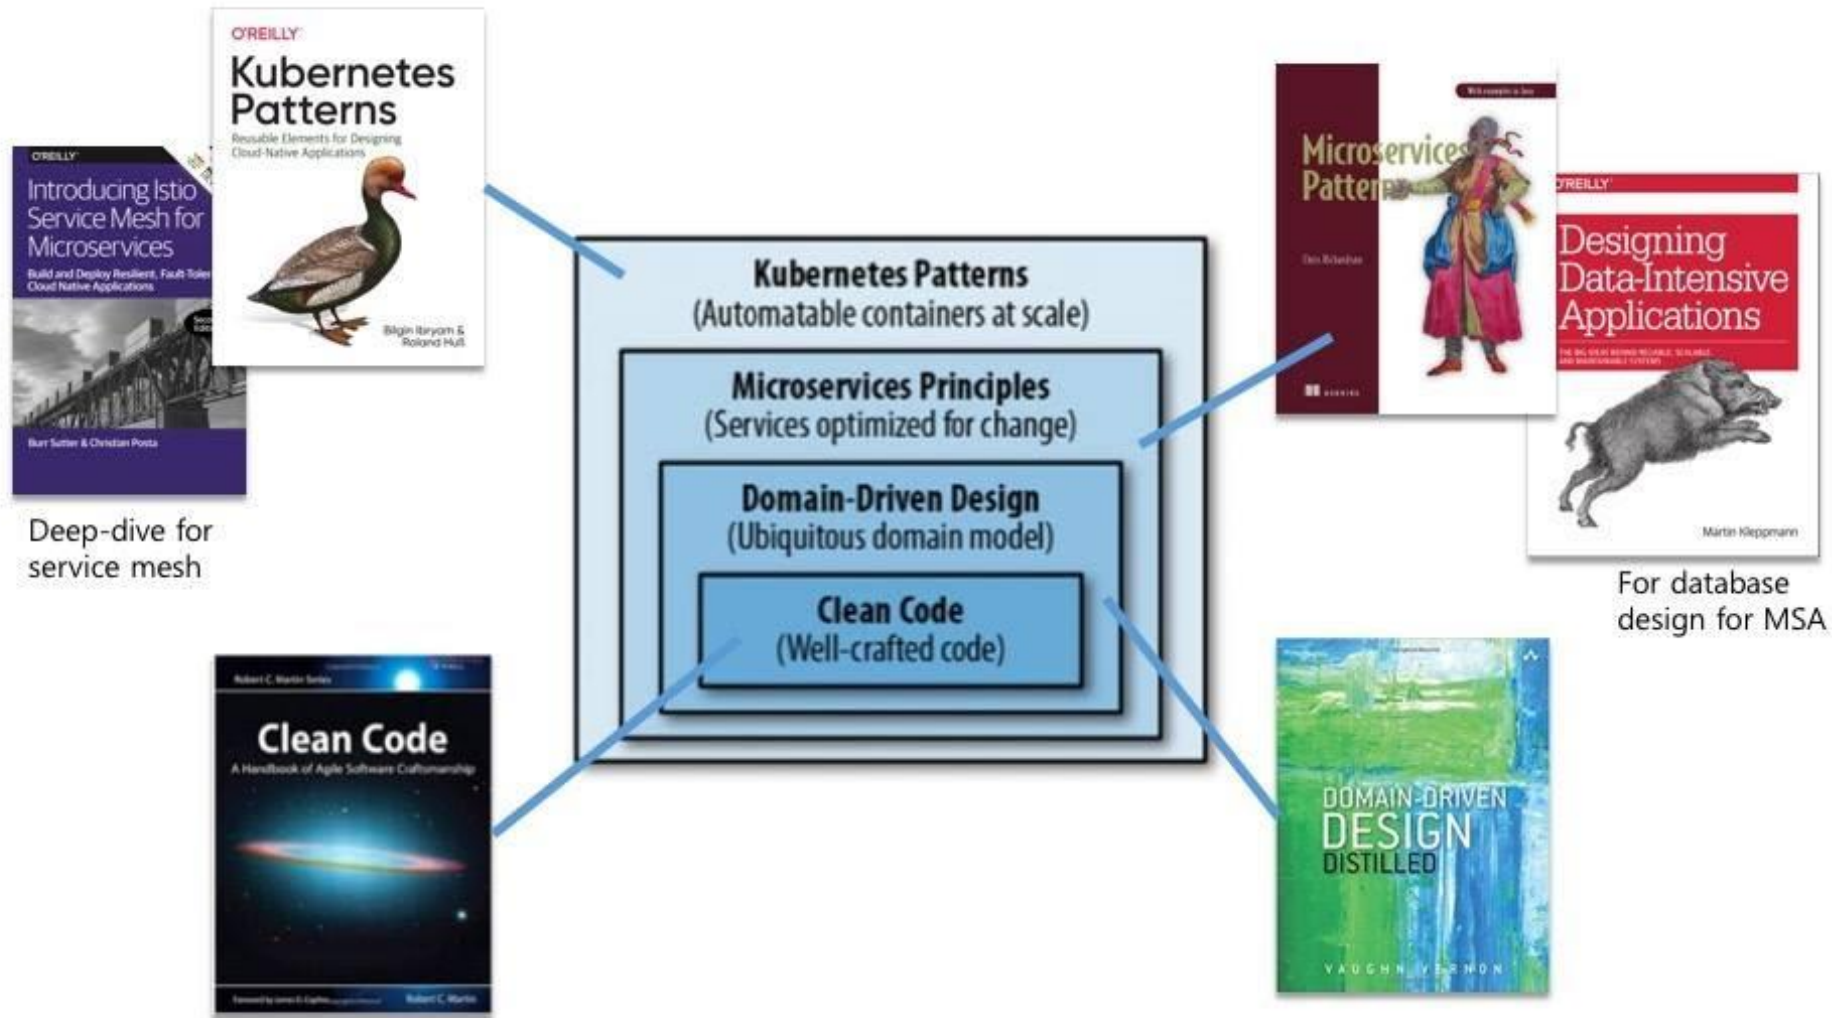 O'REILLY
Kubernetes
Patterns
Reusable Elements for Designing
Cloud-Native Applications
Bilgin Ibryam &
Roland Huß
O'REILLY
Introducing Istio
Service Mesh for
Microservices
Build and Deploy Resilient, Fault-Toler
Cloud Native Applications
Burr Sutter & Christian Posta
Deep-dive for
service mesh
Kubernetes Patterns
(Automatable containers at scale)
Microservices Principles
(Services optimized for change)
Domain-Driven Design
(Ubiquitous domain model)
Clean Code
(Well-crafted code)
With examples in Java
Microservices
Patterns
Chris Richardson
MANNING
O'REILLY
Designing
Data-Intensive
Applications
THE BIG IDEAS BEHIND RELIABLE, SCALABLE,
AND MAINTAINABLE SYSTEMS
Martin Kleppmann
For database
design for MSA
Robert C. Martin Series
Clean Code
A Handbook of Agile Software Craftsmanship
Foreword by James O. Coplien
Robert C. Martin
DOMAIN-DRIVEN
DESIGN
DISTILLED
VAUGHN VERNON